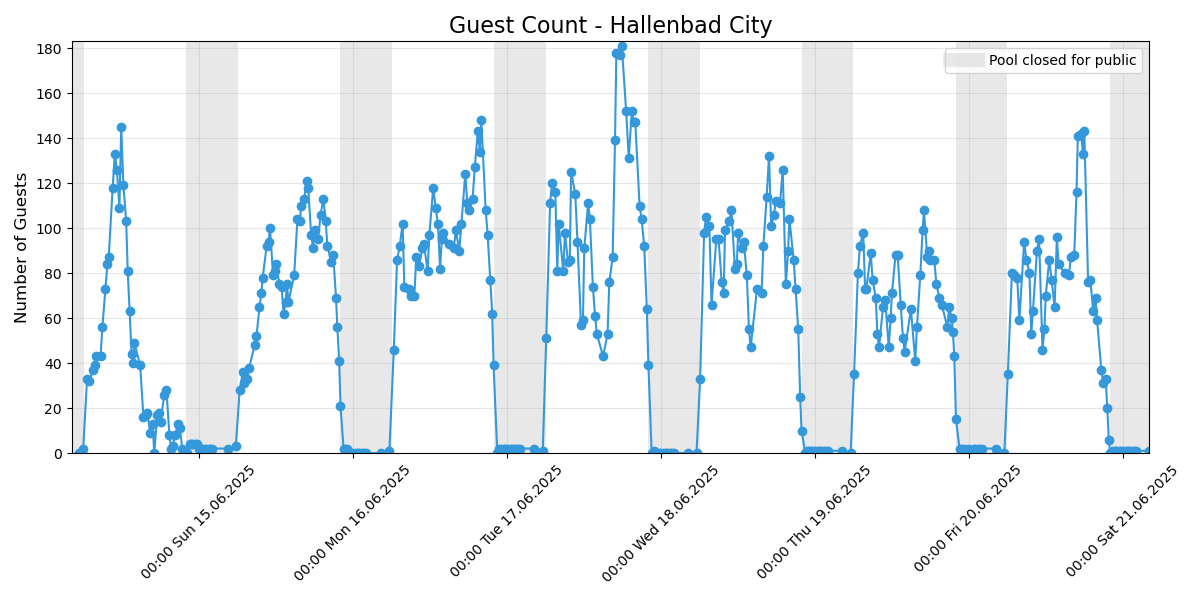 Guest Count - Hallenbad City
Pool closed for public
Number of Guests
180
160
140
120
100
80
60
40
20
0
00:00 Sun 15.06.2025
00:00 Mon 16.06.2025
00:00 Tue 17.06.2025
00:00 Wed 18.06.2025
00:00 Thu 19.06.2025
00:00 Fri 20.06.2025
00:00 Sat 21.06.2025